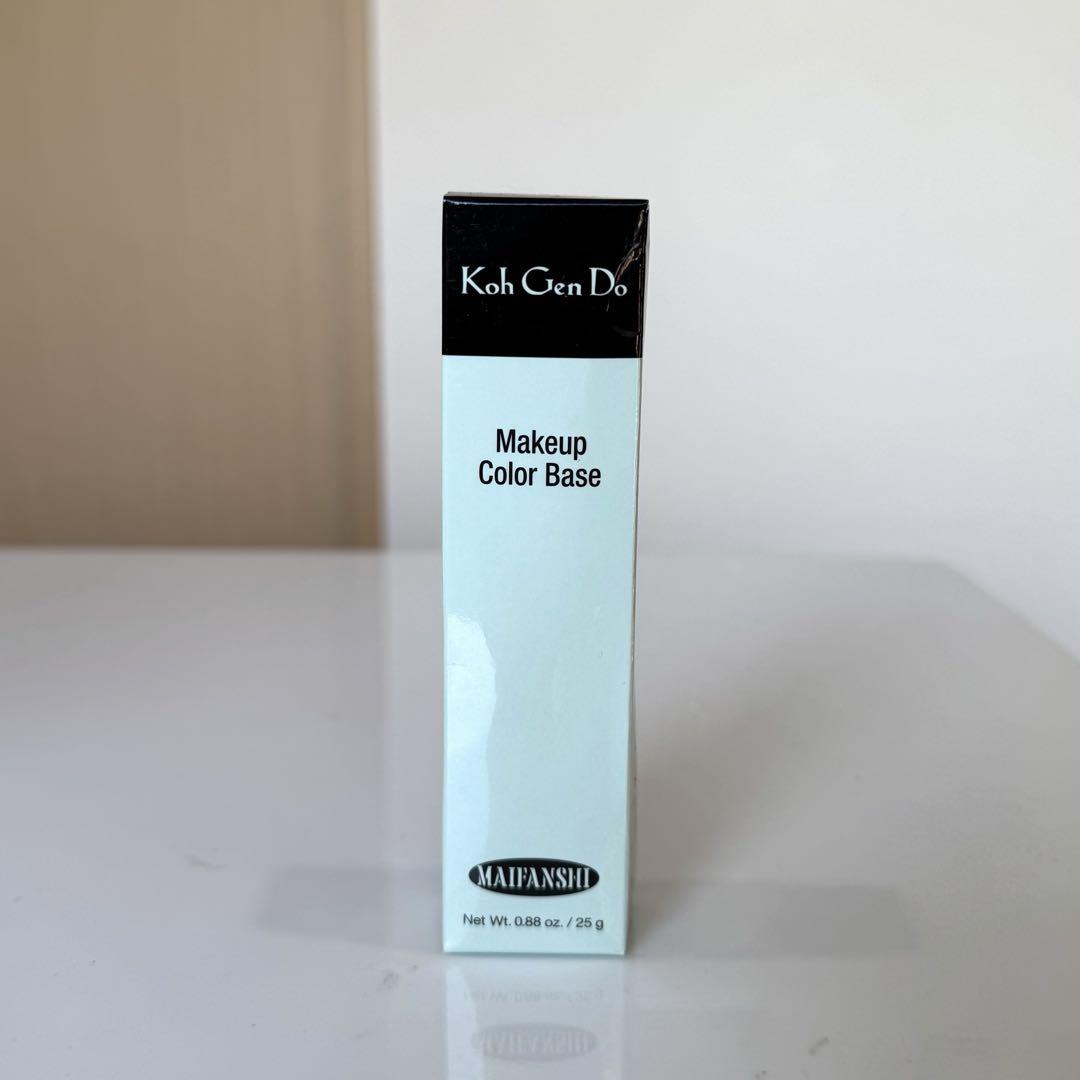 Koh Gen Do
Makeup
Color Base
MAIFANSHI
Net Wt. 0.88 oz. / 25 g